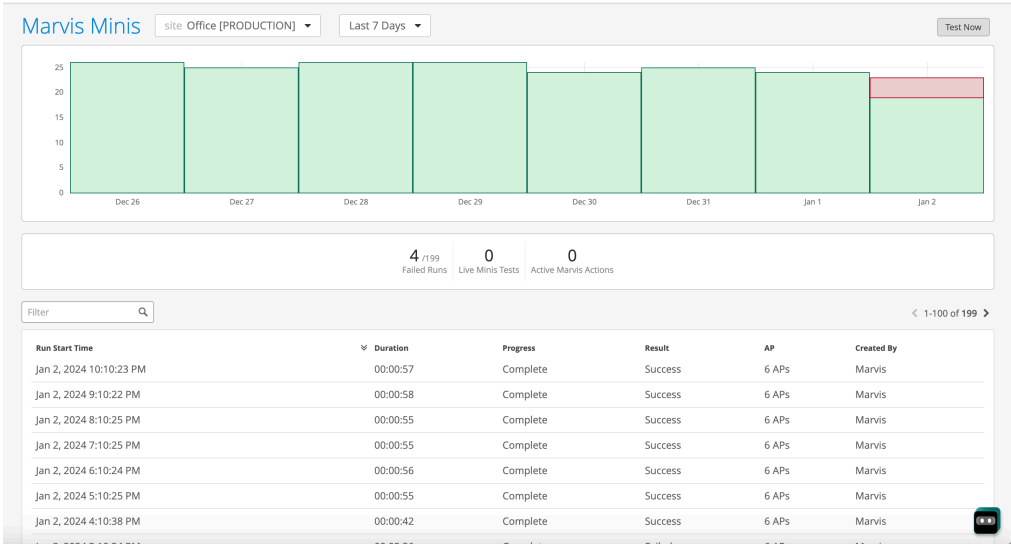 Marvis Minis site Office [PRODUCTION] Last 7 Days Test Now
25
20
15
10
5
0
Dec 26 Dec 27 Dec 28 Dec 29 Dec 30 Dec 31 Jan 1 Jan 2
4 /199 0 0
Failed Runs Live Minis Tests Active Marvis Actions
Filter 1-100 of 199
Run Start Time Duration Progress Result AP Created By
Jan 2, 2024 10:10:23 PM 00:00:57 Complete Success 6 APs Marvis
Jan 2, 2024 9:10:22 PM 00:00:58 Complete Success 6 APs Marvis
Jan 2, 2024 8:10:25 PM 00:00:55 Complete Success 6 APs Marvis
Jan 2, 2024 7:10:25 PM 00:00:55 Complete Success 6 APs Marvis
Jan 2, 2024 6:10:24 PM 00:00:56 Complete Success 6 APs Marvis
Jan 2, 2024 5:10:25 PM 00:00:55 Complete Success 6 APs Marvis
Jan 2, 2024 4:10:38 PM 00:00:42 Complete Success 6 APs Marvis